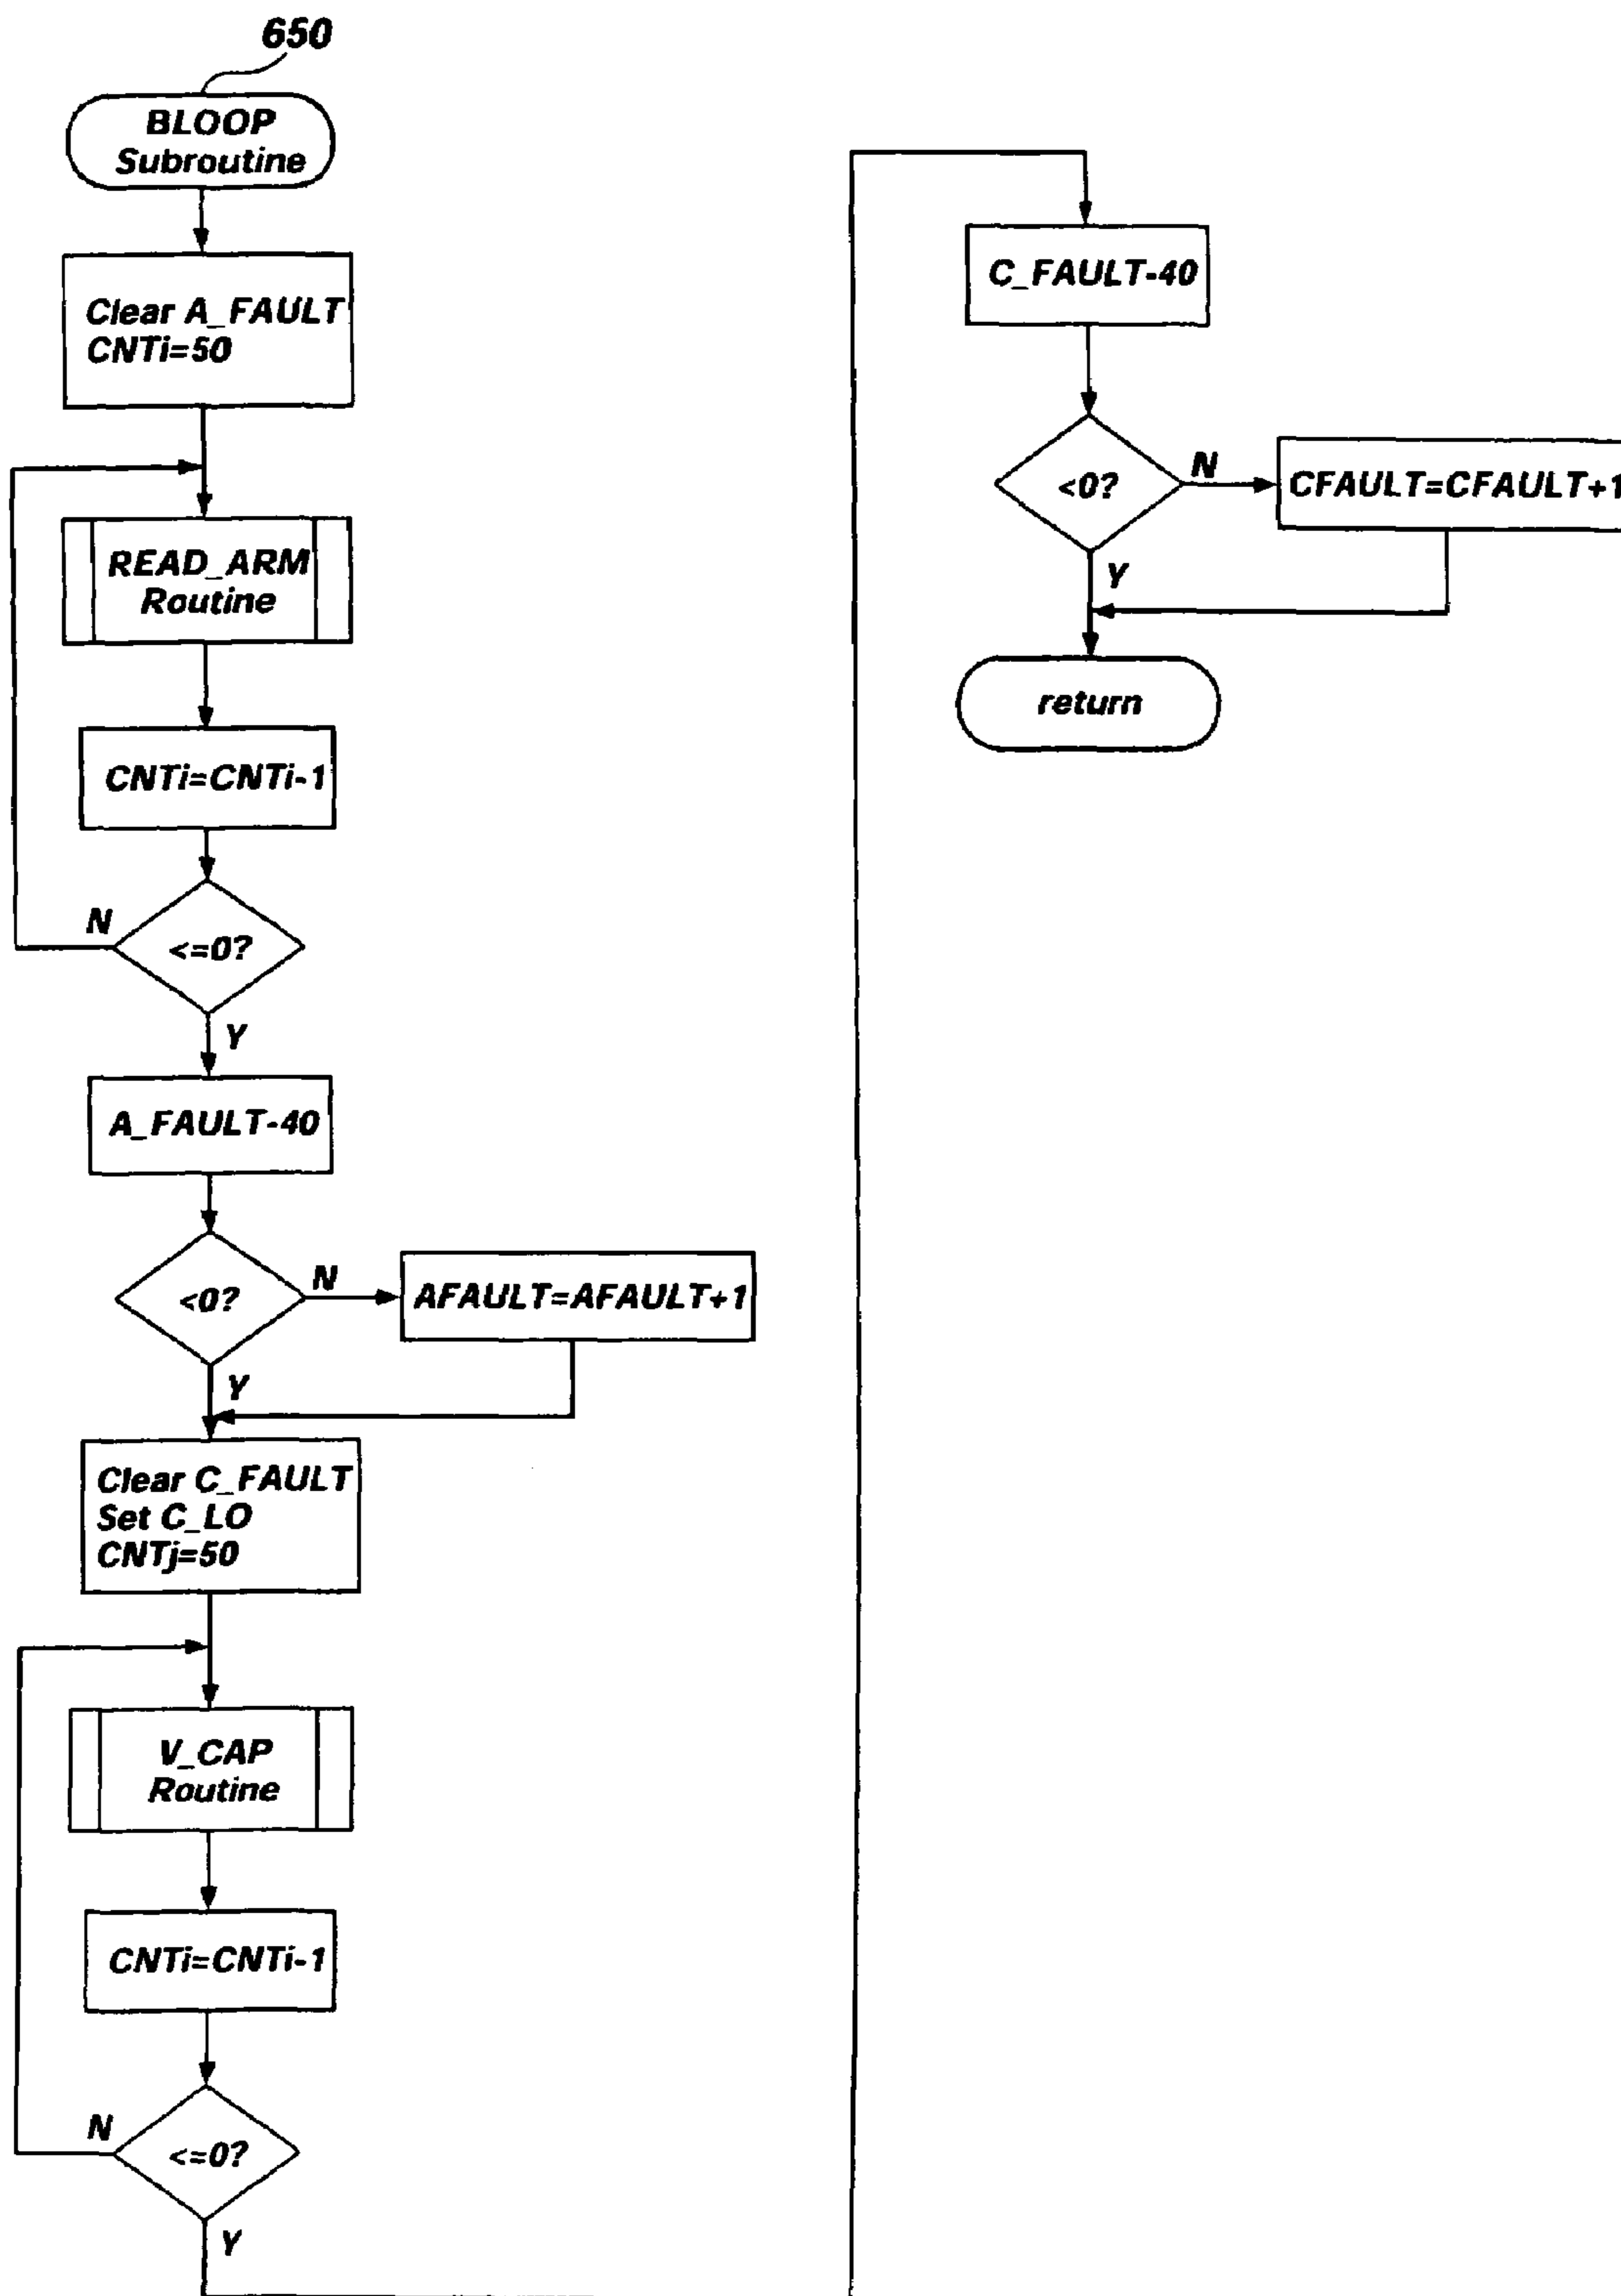 650
BLOOP
Subroutine
Clear A_FAULT
CNTi=50
READ_ARM
Routine
CNTi=CNTi-1
N
<=0?
Y
A_FAULT-40
<0?
N
AFAULT=AFAULT+1
Y
Clear C_FAULT
Set C_LO
CNTj=50
V_CAP
Routine
CNTi=CNTi-1
N
<=0?
Y
C_FAULT-40
<0?
N
CFAULT=CFAULT+1
Y
return